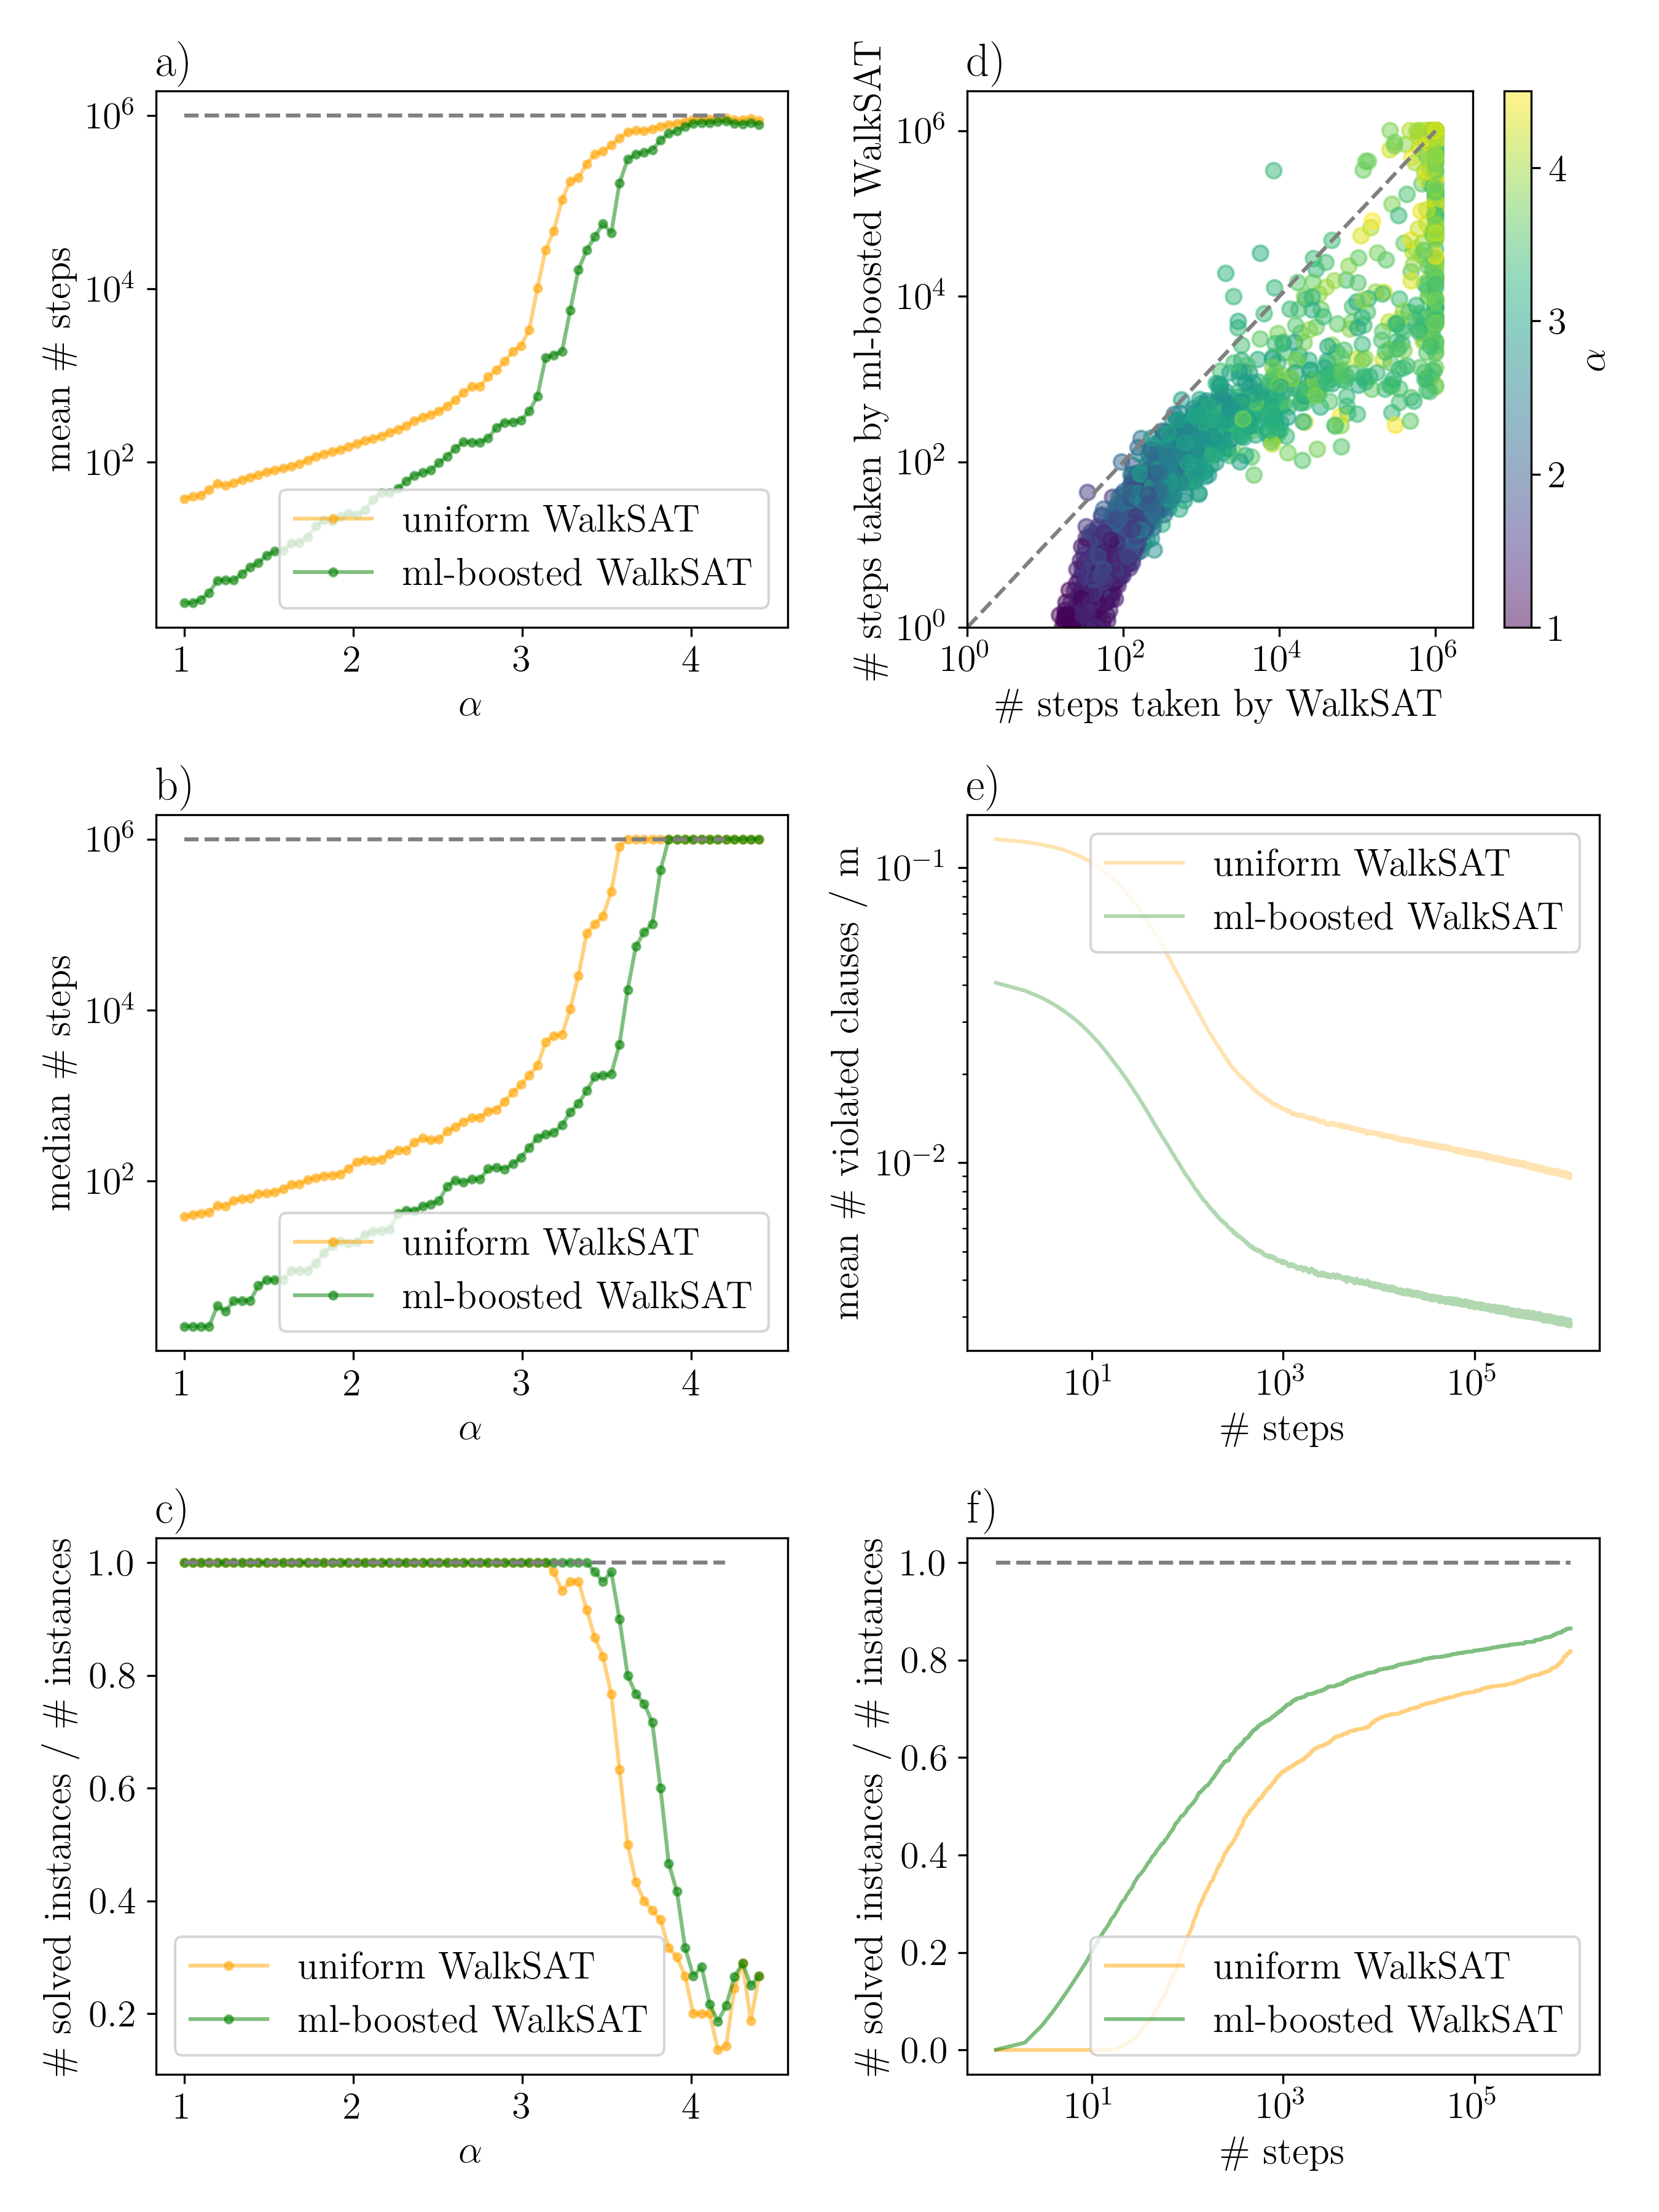 a)
10^6
10^4
10^2
mean # steps
uniform WalkSAT
ml-boosted WalkSAT
1 2 3 4
α
d)
10^6
10^4
10^2
10^0
# steps taken by ml-boosted WalkSAT
10^0 10^2 10^4 10^6
# steps taken by WalkSAT
4
3
2
1
α
b)
10^6
10^4
10^2
median # steps
uniform WalkSAT
ml-boosted WalkSAT
1 2 3 4
α
e)
10^{-1}
10^{-2}
mean # violated clauses / m
uniform WalkSAT
ml-boosted WalkSAT
10^1 10^3 10^5
# steps
c)
1.0
0.8
0.6
0.4
0.2
# solved instances / # instances
uniform WalkSAT
ml-boosted WalkSAT
1 2 3 4
α
f)
1.0
0.8
0.6
0.4
0.2
0.0
# solved instances / # instances
uniform WalkSAT
ml-boosted WalkSAT
10^1 10^3 10^5
# steps